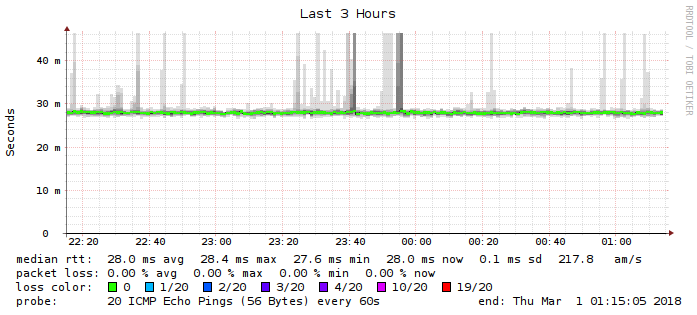 Last 3 Hours
RRDTOOL / TOBI OETIKER
Seconds
40 m
30 m
20 m
10 m
0
22:20 22:40 23:00 23:20 23:40 00:00 00:20 00:40 01:00
median rtt: 28.0 ms avg 28.4 ms max 27.6 ms min 28.0 ms now 0.1 ms sd 217.8 am/s
packet loss: 0.00 % avg 0.00 % max 0.00 % min 0.00 % now
loss color: 0 1/20 2/20 3/20 4/20 10/20 19/20
probe: 20 ICMP Echo Pings (56 Bytes) every 60s end: Thu Mar 1 01:15:05 2018